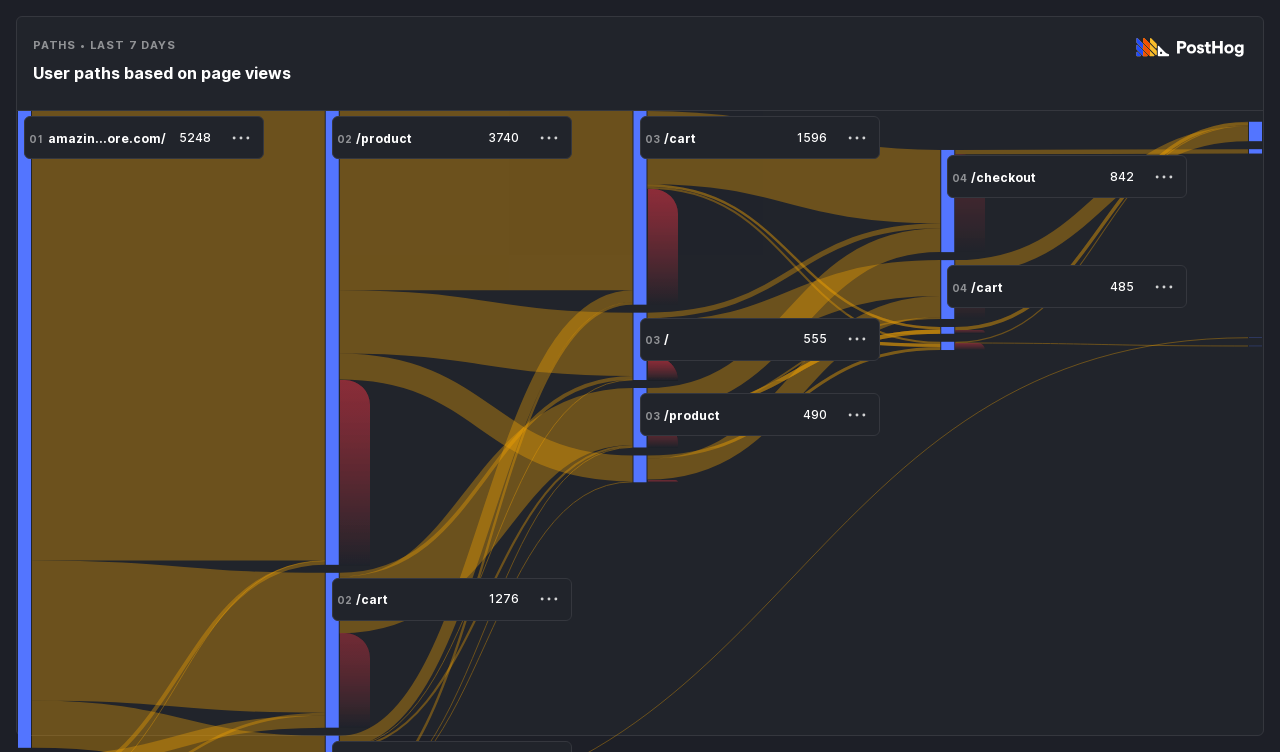 PATHS • LAST 7 DAYS
PostHog
User paths based on page views
01 amazin...ore.com/ 5248
02 /product 3740
03 /cart 1596
04 /checkout 842
04 /cart 485
03 / 555
03 /product 490
02 /cart 1276